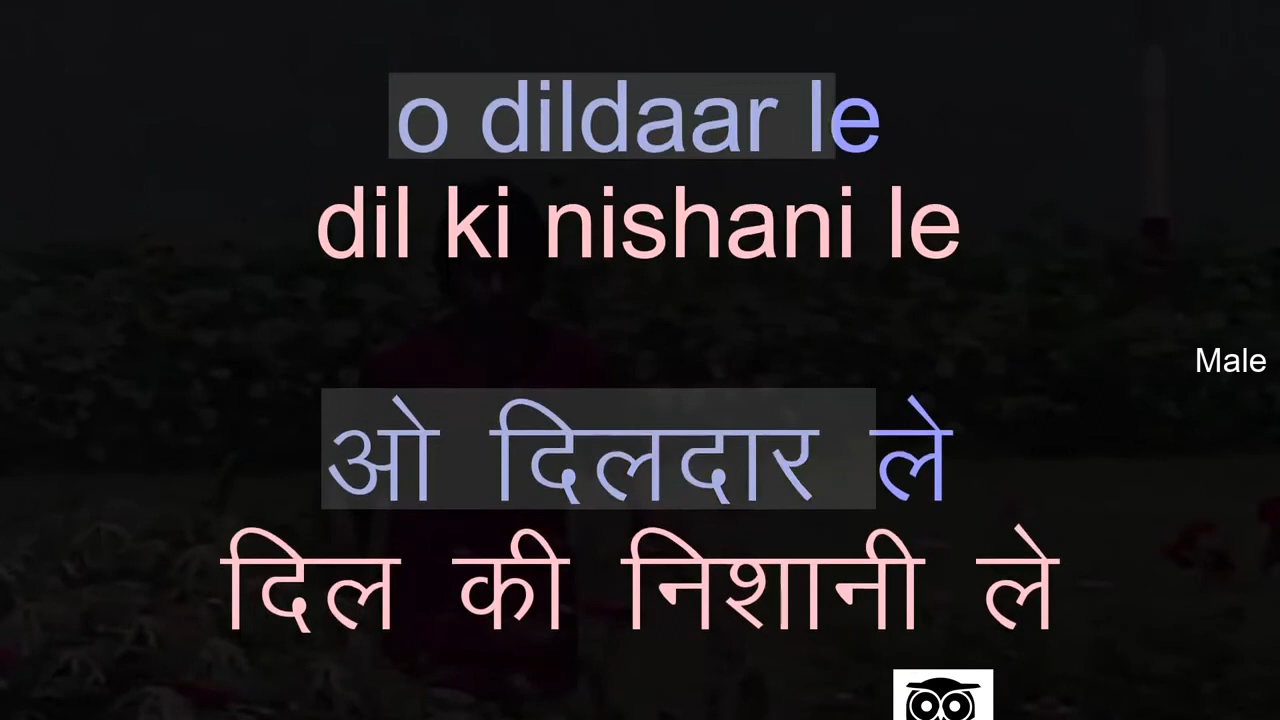 o dildaar le
dil ki nishani le
Male
ओ दिलदार ले
दिल की निशानी ले